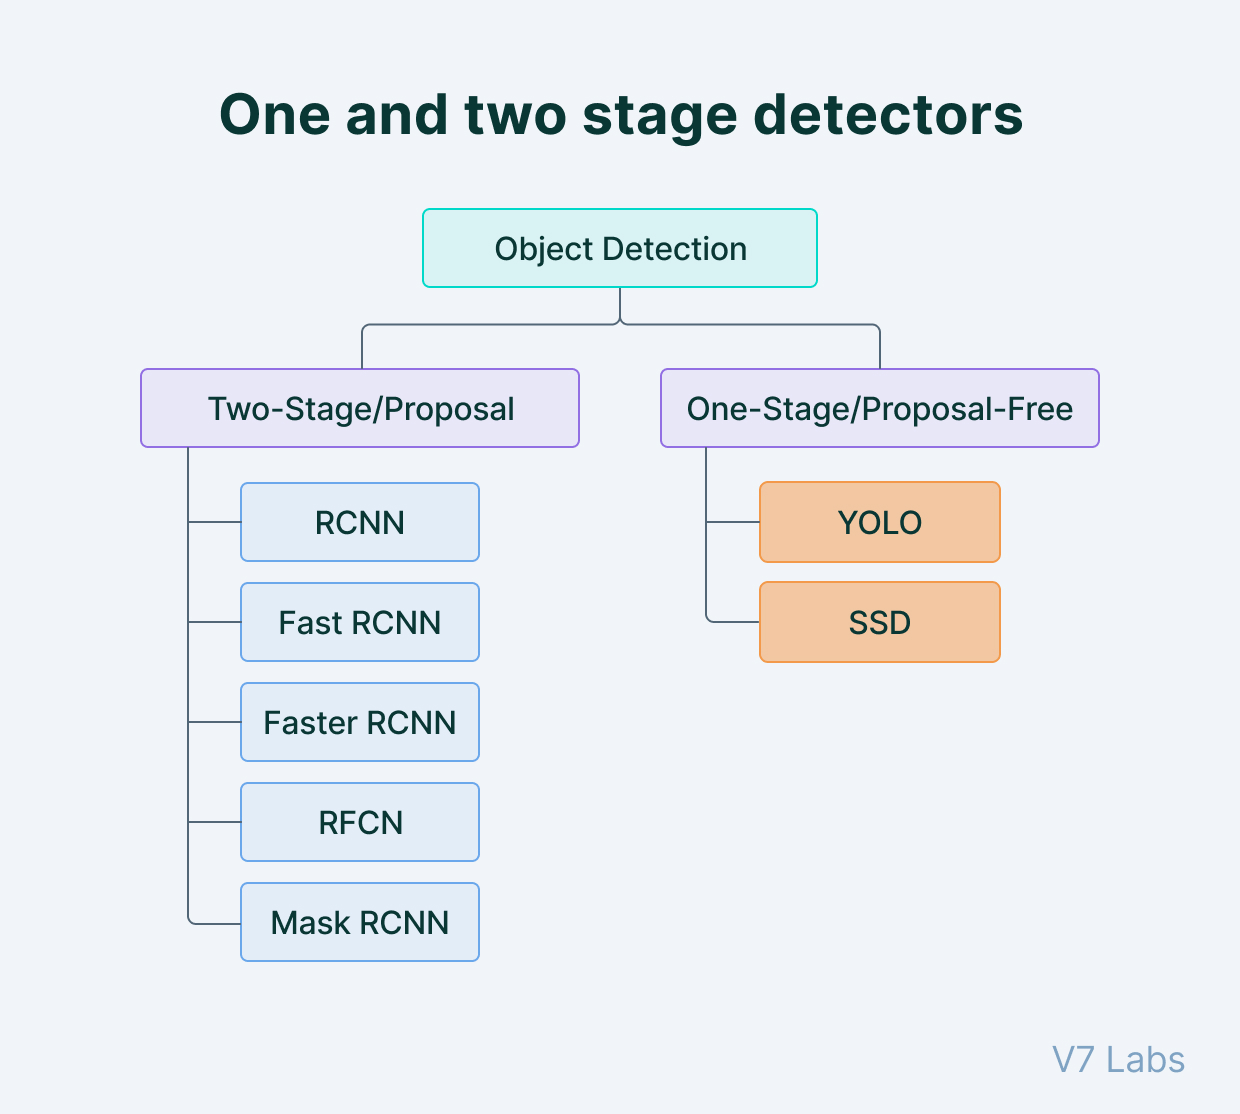 One and two stage detectors
Object Detection
Two-Stage/Proposal
RCNN
Fast RCNN
Faster RCNN
RFCN
Mask RCNN
One-Stage/Proposal-Free
YOLO
SSD
V7 Labs